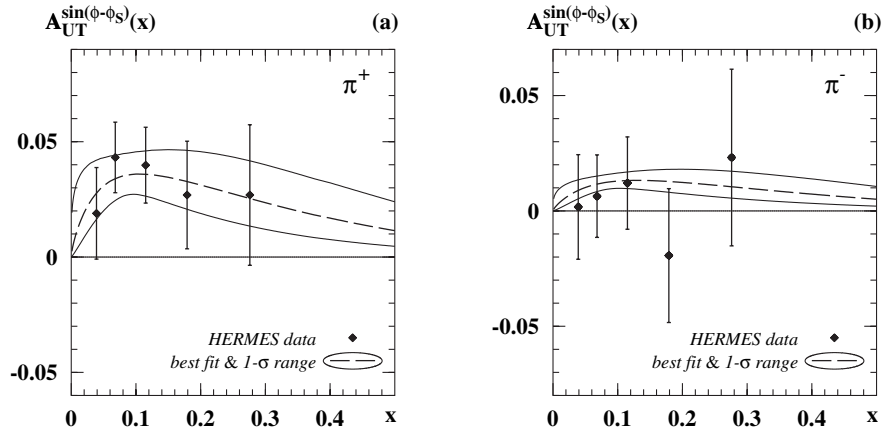 A_UT^sin(ϕ-ϕ_S)(x) (a)
π⁺
0.05
0
-0.05
HERMES data
best fit & 1-σ range
0 0.1 0.2 0.3 0.4 x
A_UT^sin(ϕ-ϕ_S)(x) (b)
π⁻
0.05
0
-0.05
HERMES data
best fit & 1-σ range
0 0.1 0.2 0.3 0.4 x